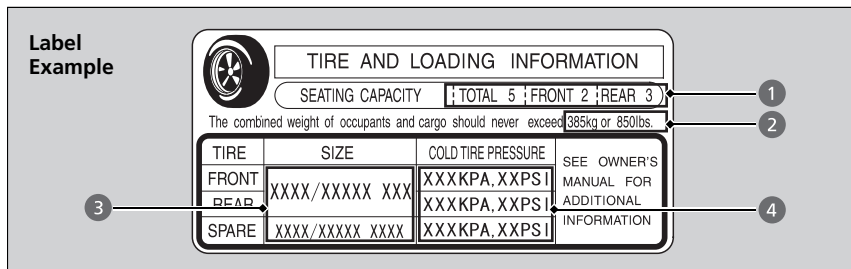 Label
Example
TIRE AND LOADING INFORMATION
SEATING CAPACITY TOTAL 5 FRONT 2 REAR 3
1
The combined weight of occupants and cargo should never exceed 385kg or 850lbs.
2
TIRE SIZE COLD TIRE PRESSURE
SEE OWNER'S
MANUAL FOR
ADDITIONAL
INFORMATION
FRONT XXXX/XXXXX XXX XXXKPA,XXPSI
REAR XXXKPA,XXPSI
SPARE XXXX/XXXXX XXXX XXXKPA,XXPSI
3
4